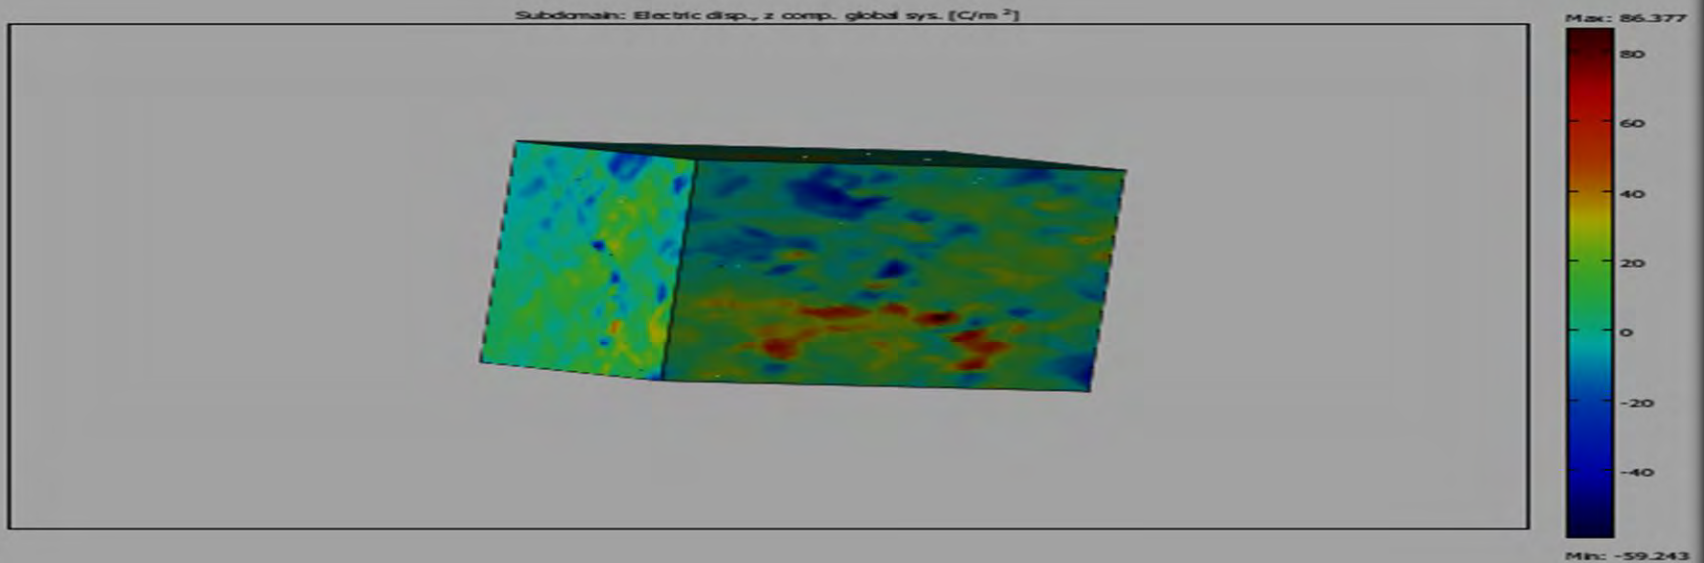 Subdomain: Electric disp., z comp. global sys. [C/m ²]
Max: 86.377
80
60
40
20
0
-20
-40
Min: -59.243